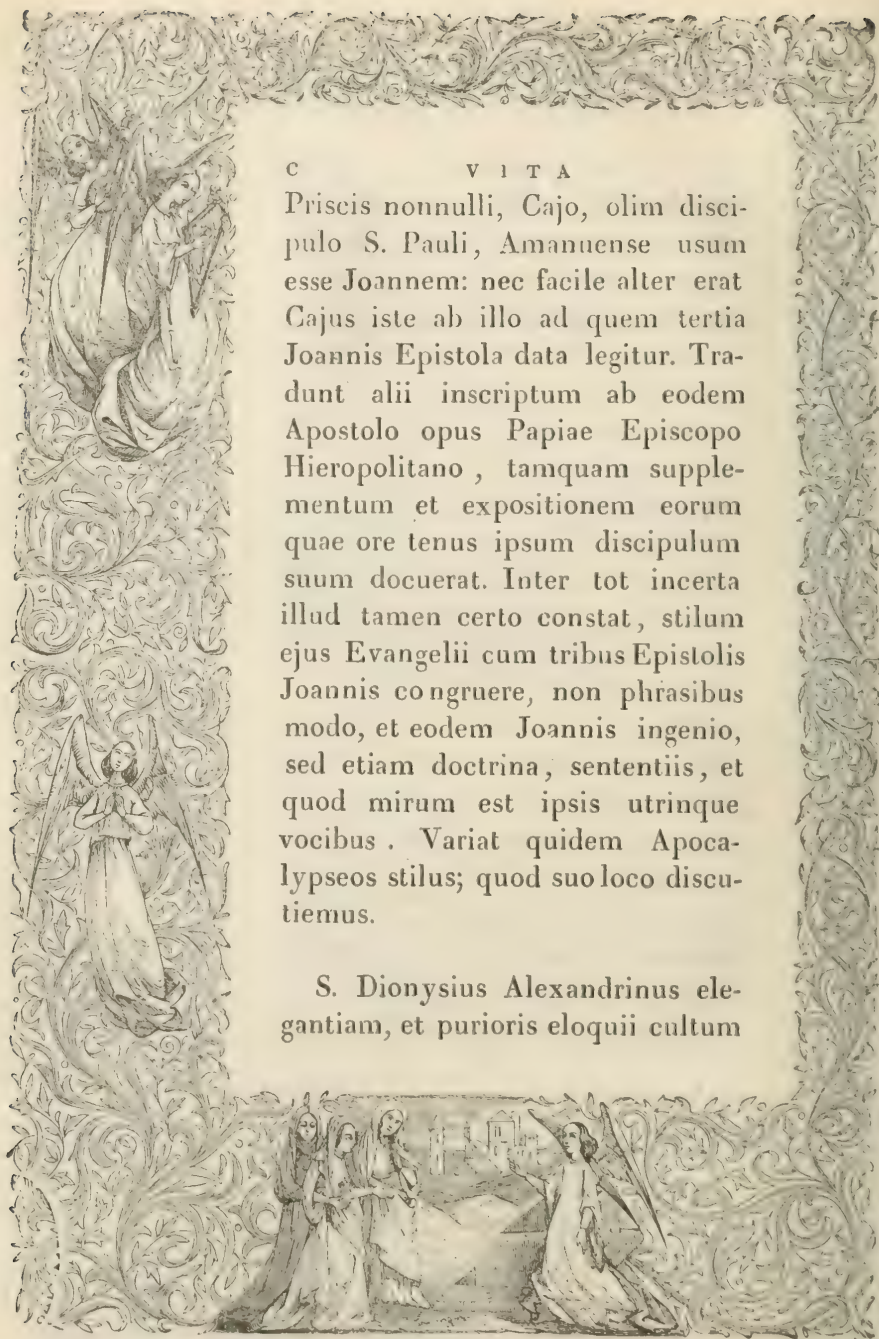 C VITA
Priscis nonnulli, Cajo, olim disci-
pulo S. Pauli, Amanuense usum
esse Joannem: nec facile alter erat
Cajus iste ab illo ad quem tertia
Joannis Epistola data legitur. Tra-
dunt alii inscriptum ab eodem
Apostolo opus Papiae Episcopo
Hieropolitano , tamquam supple-
mentum et expositionem eorum
quae ore tenus ipsum discipulum
suum docuerat. Inter tot incerta
illud tamen certo constat, stilum
ejus Evangelii cum tribus Epistolis
Joannis congruere, non phrasibus
modo, et eodem Joannis ingenio,
sed etiam doctrina, sententiis, et
quod mirum est ipsis utrinque
vocibus . Variat quidem Apoca-
lypseos stilus; quod suo loco discu-
tiemus.
S. Dionysius Alexandrinus ele-
gantiam, et purioris eloquii cultum